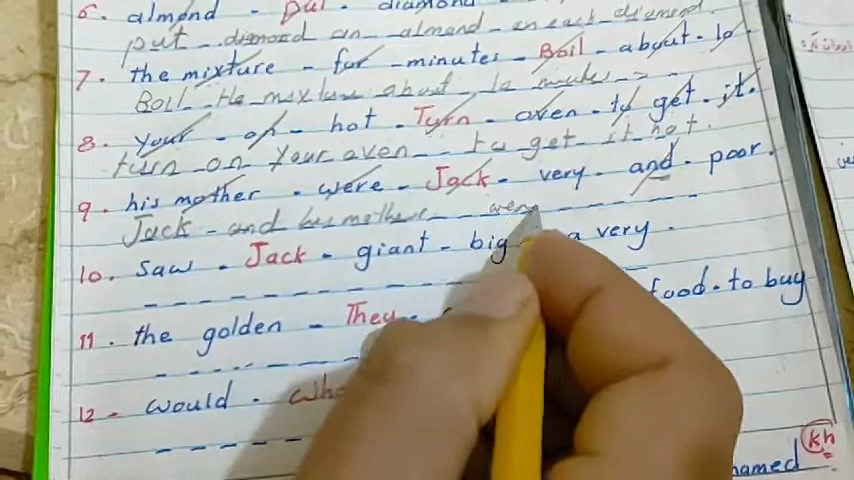 6. almond - put - diamond
put diamond an almond - on each diamond.
7. the mixture - for - minutes - Boil - about - 10.
Boil the mixture about 10 minutes
8. your - on - hot - Turn - oven - to get - it.
turn on your oven to get it hot.
9. his mother - were - Jack - very - and - poor.
Jack - and his mother were
10. saw - Jack - giant - big a very.
11. the golden - They food. to buy
12 - would -
named
kh